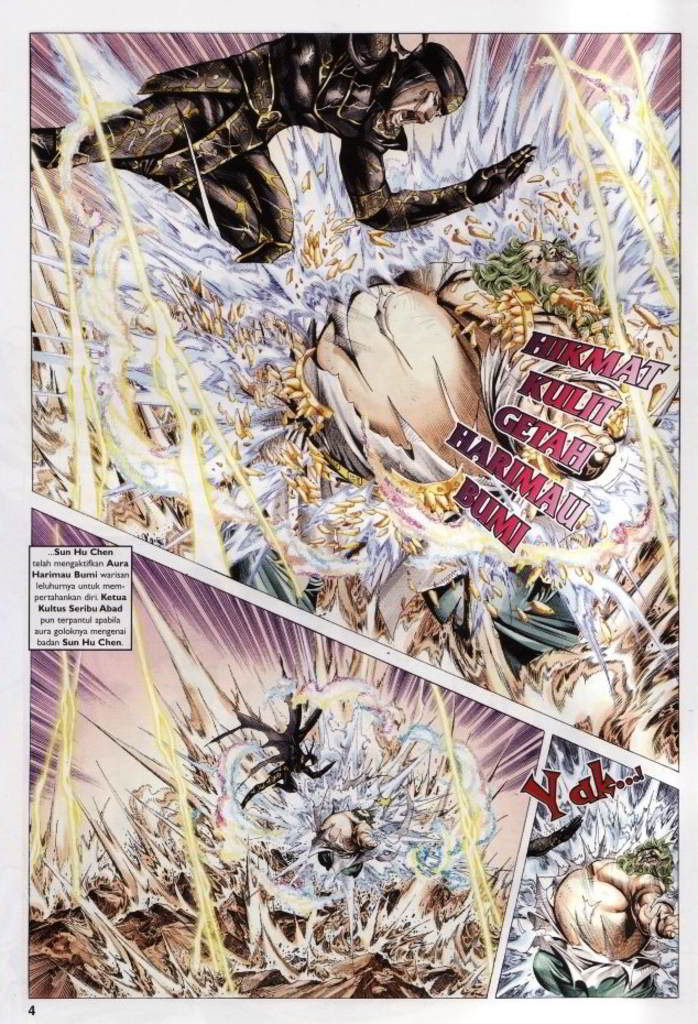 HIKMAT
KULIT
GETAH
HARIMAU
BUMI
...Sun Hu Chen
telah mengaktifkan Aura
Harimau Bumi warisan
leluhurnya untuk mem-
pertahankan diri. Ketua
Kultus Seribu Abad
pun terpantul apabila
aura goloknya mengenai
badan Sun Hu Chen.
Yak...!
4